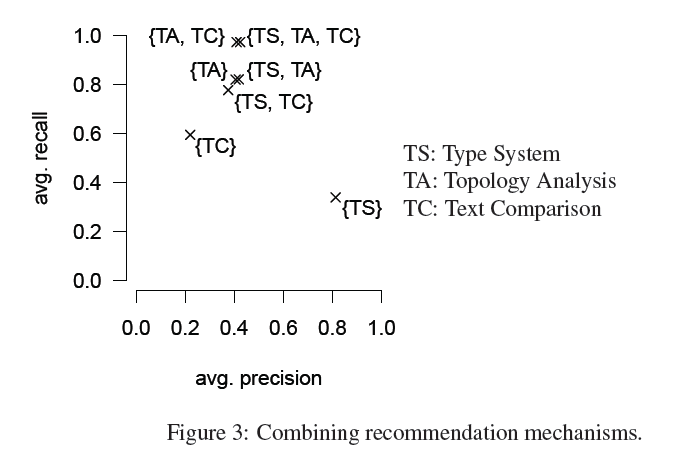 1.0
{TA, TC} {TS, TA, TC}
{TA} {TS, TA}
0.8
{TS, TC}
0.6
{TC}
avg. recall
TS: Type System
0.4
TA: Topology Analysis
{TS}
TC: Text Comparison
0.2
0.0
0.0 0.2 0.4 0.6 0.8 1.0
avg. precision
Figure 3: Combining recommendation mechanisms.